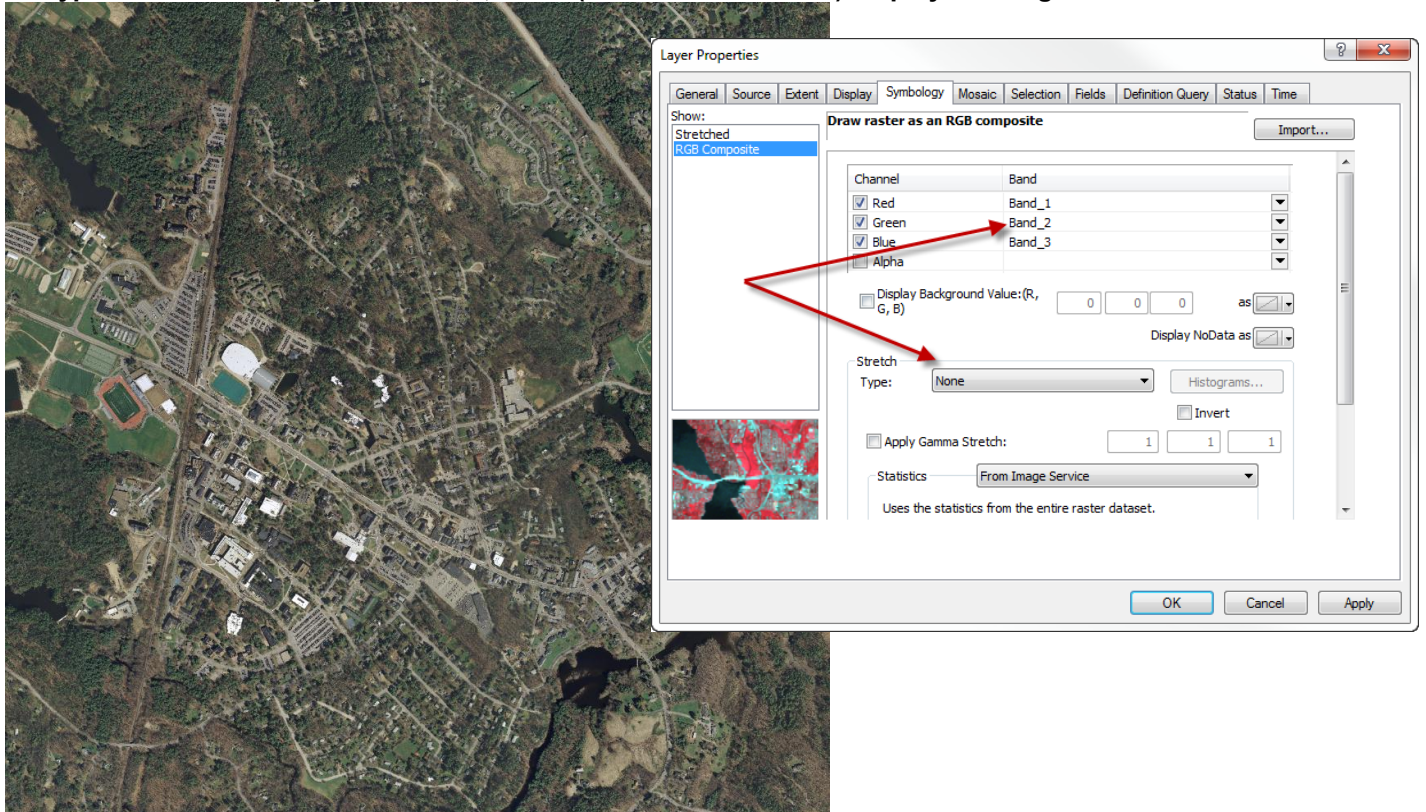 Layer Properties
General Source Extent Display Symbology Mosaic Selection Fields Definition Query Status Time
Show:
Stretched
RGB Composite
Draw raster as an RGB composite
Import...
Channel Band
Red Band_1
Green Band_2
Blue Band_3
Alpha
Display Background Value:(R,
G, B)
0 0 0 as
Display NoData as
Stretch
Type: None Histograms...
Invert
Apply Gamma Stretch: 1 1 1
Statistics From Image Service
Uses the statistics from the entire raster dataset.
OK Cancel Apply